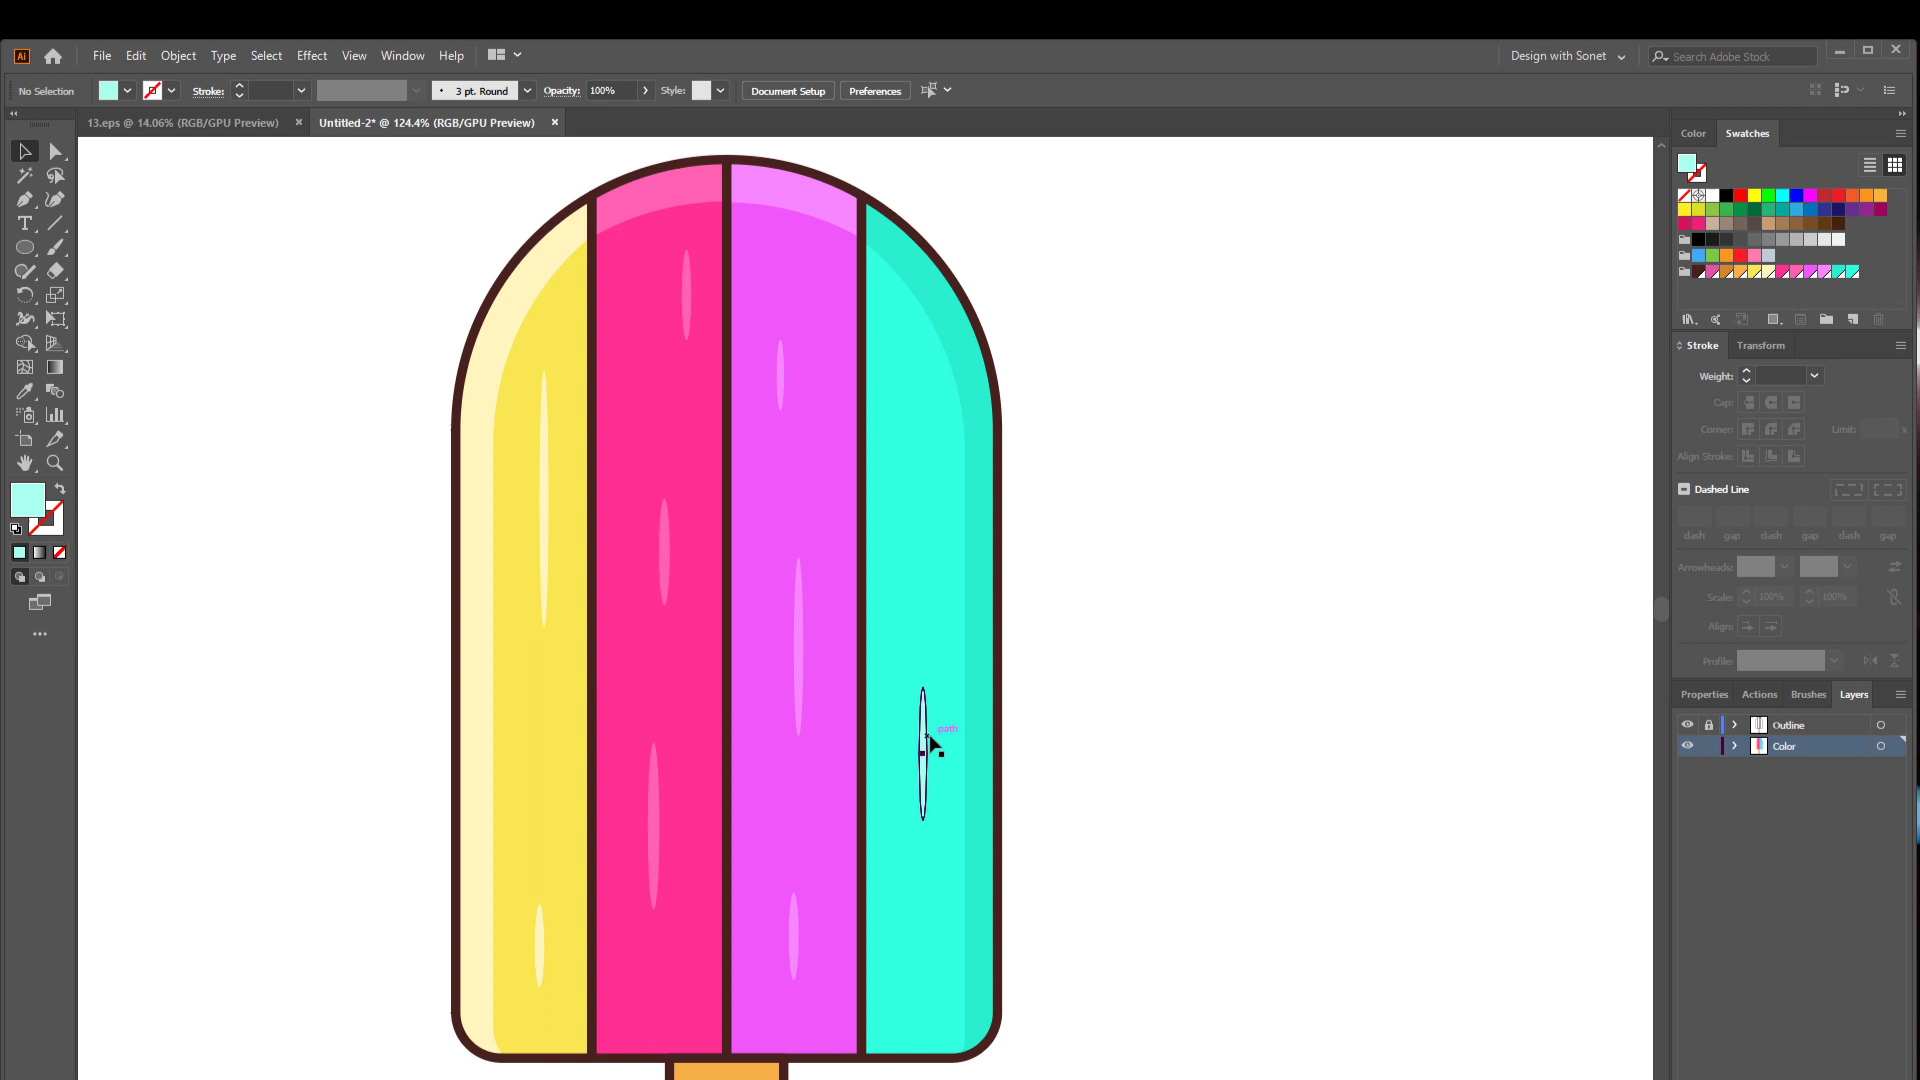 Ai File Edit Object Type Select Effect View Window Help Design with Sonet Search Adobe Stock
No Selection Stroke: 3 pt. Round Opacity: 100% Style: Document Setup Preferences
13.eps @ 14.06% (RGB/GPU Preview) × Untitled-2* @ 124.4% (RGB/GPU Preview) ×
Color Swatches
Stroke Transform
Weight:
Cap:
Corner: Limit: x
Align Stroke:
Dashed Line
dash gap dash gap dash gap
Arrowheads:
Scale: 100% 100%
Align:
Profile:
Properties Actions Brushes Layers
Outline
Color
path